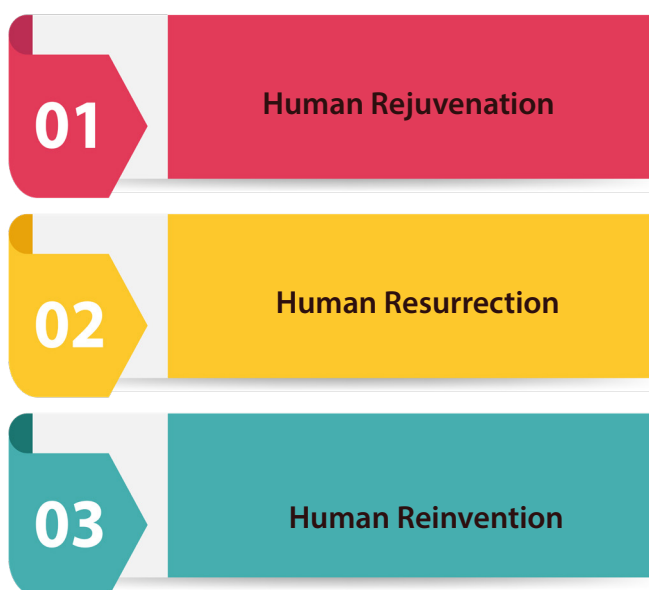 01
Human Rejuvenation
02
Human Resurrection
03
Human Reinvention